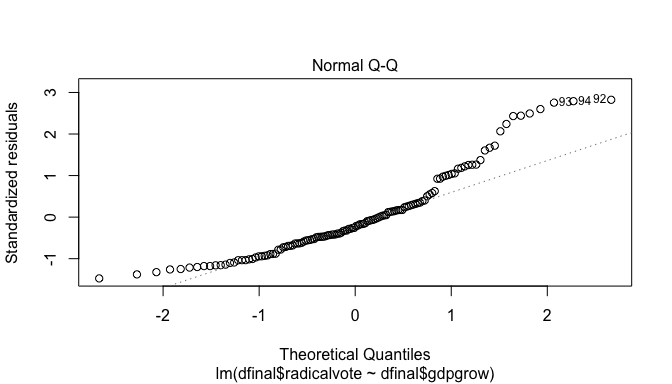 Normal Q-Q
Standardized residuals
3
2
1
0
-1
93 94 92
-2 -1 0 1 2
Theoretical Quantiles
lm(dfinal$radicalvote ~ dfinal$gdpgrow)